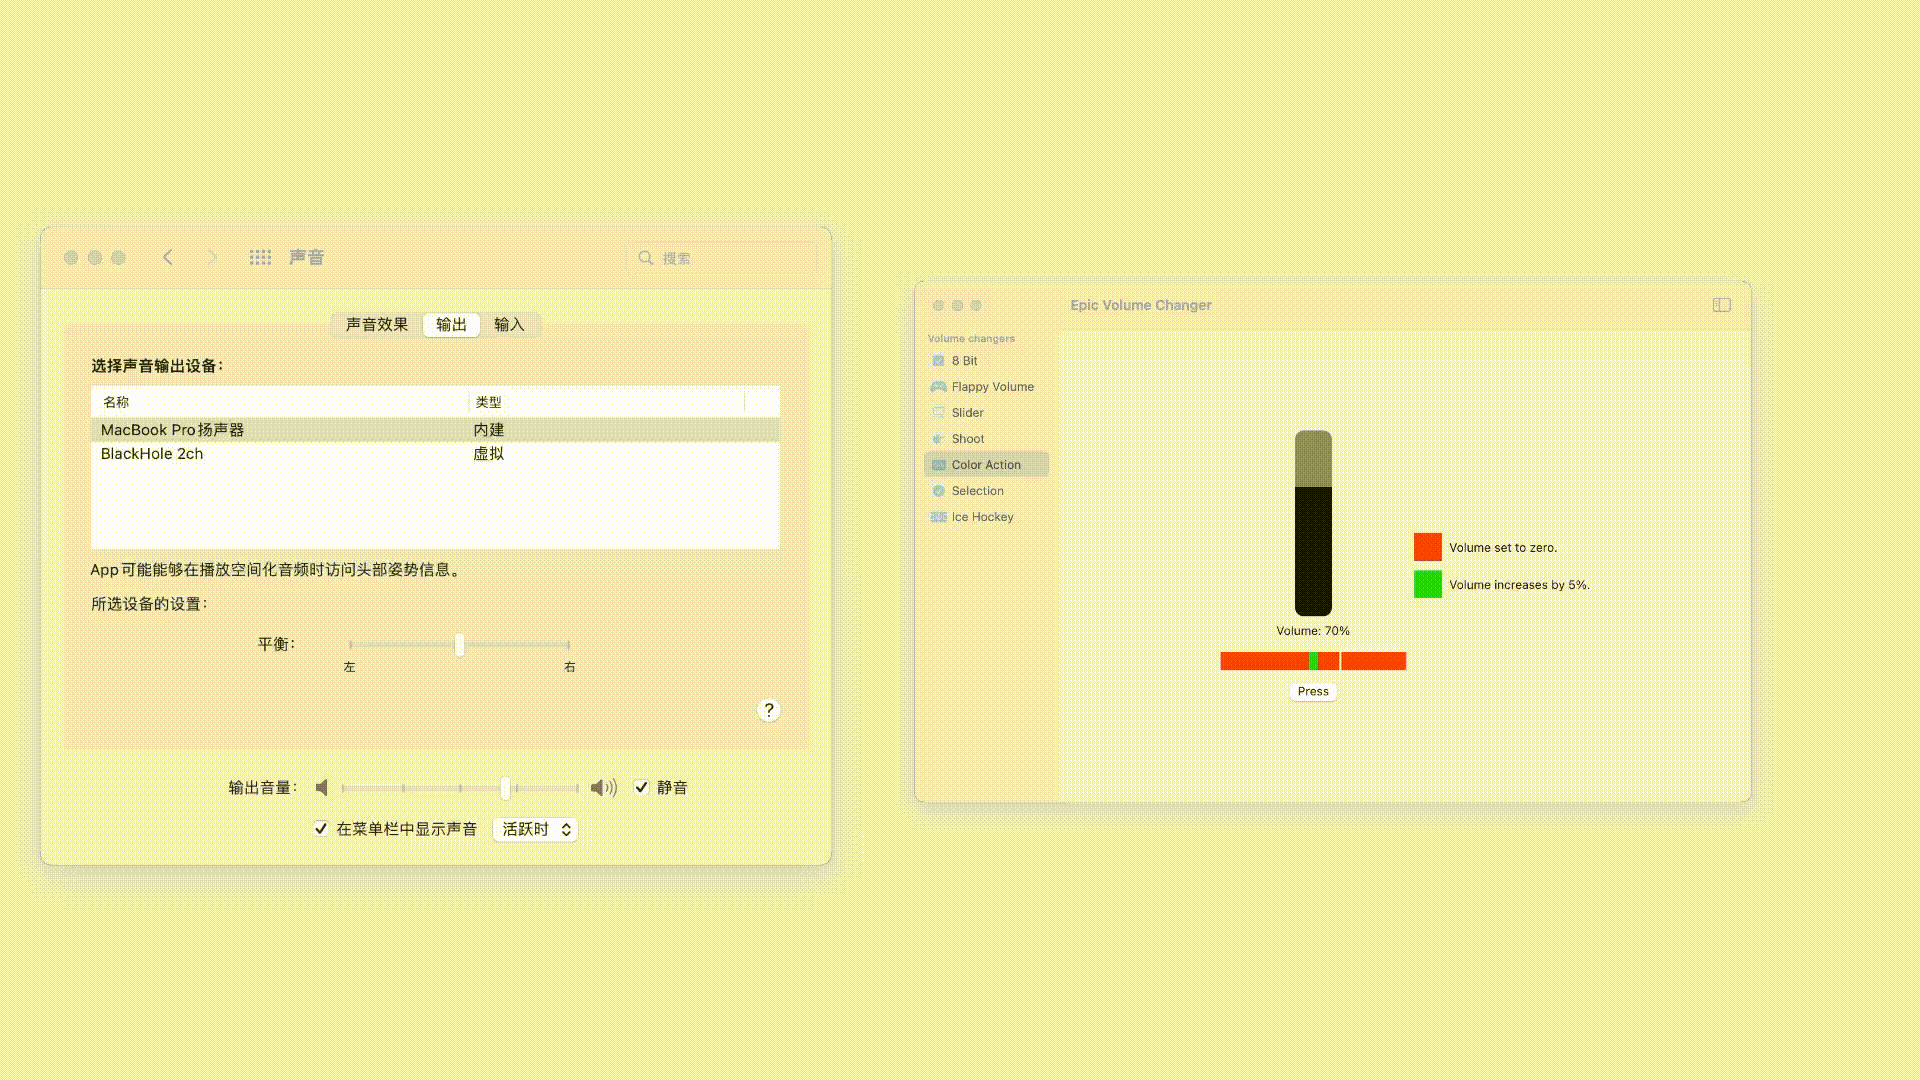 声音
搜索
声音效果 输出 输入
选择声音输出设备：
名称 类型
MacBook Pro扬声器 内建
BlackHole 2ch 虚拟
App可能能够在播放空间化音频时访问头部姿势信息。
所选设备的设置：
平衡：
左 右
?
输出音量： 静音
在菜单栏中显示声音 活跃时
Epic Volume Changer
Volume changers
8 Bit
Flappy Volume
Slider
Shoot
Color Action
Selection
Ice Hockey
Volume set to zero.
Volume increases by 5%.
Volume: 70%
Press